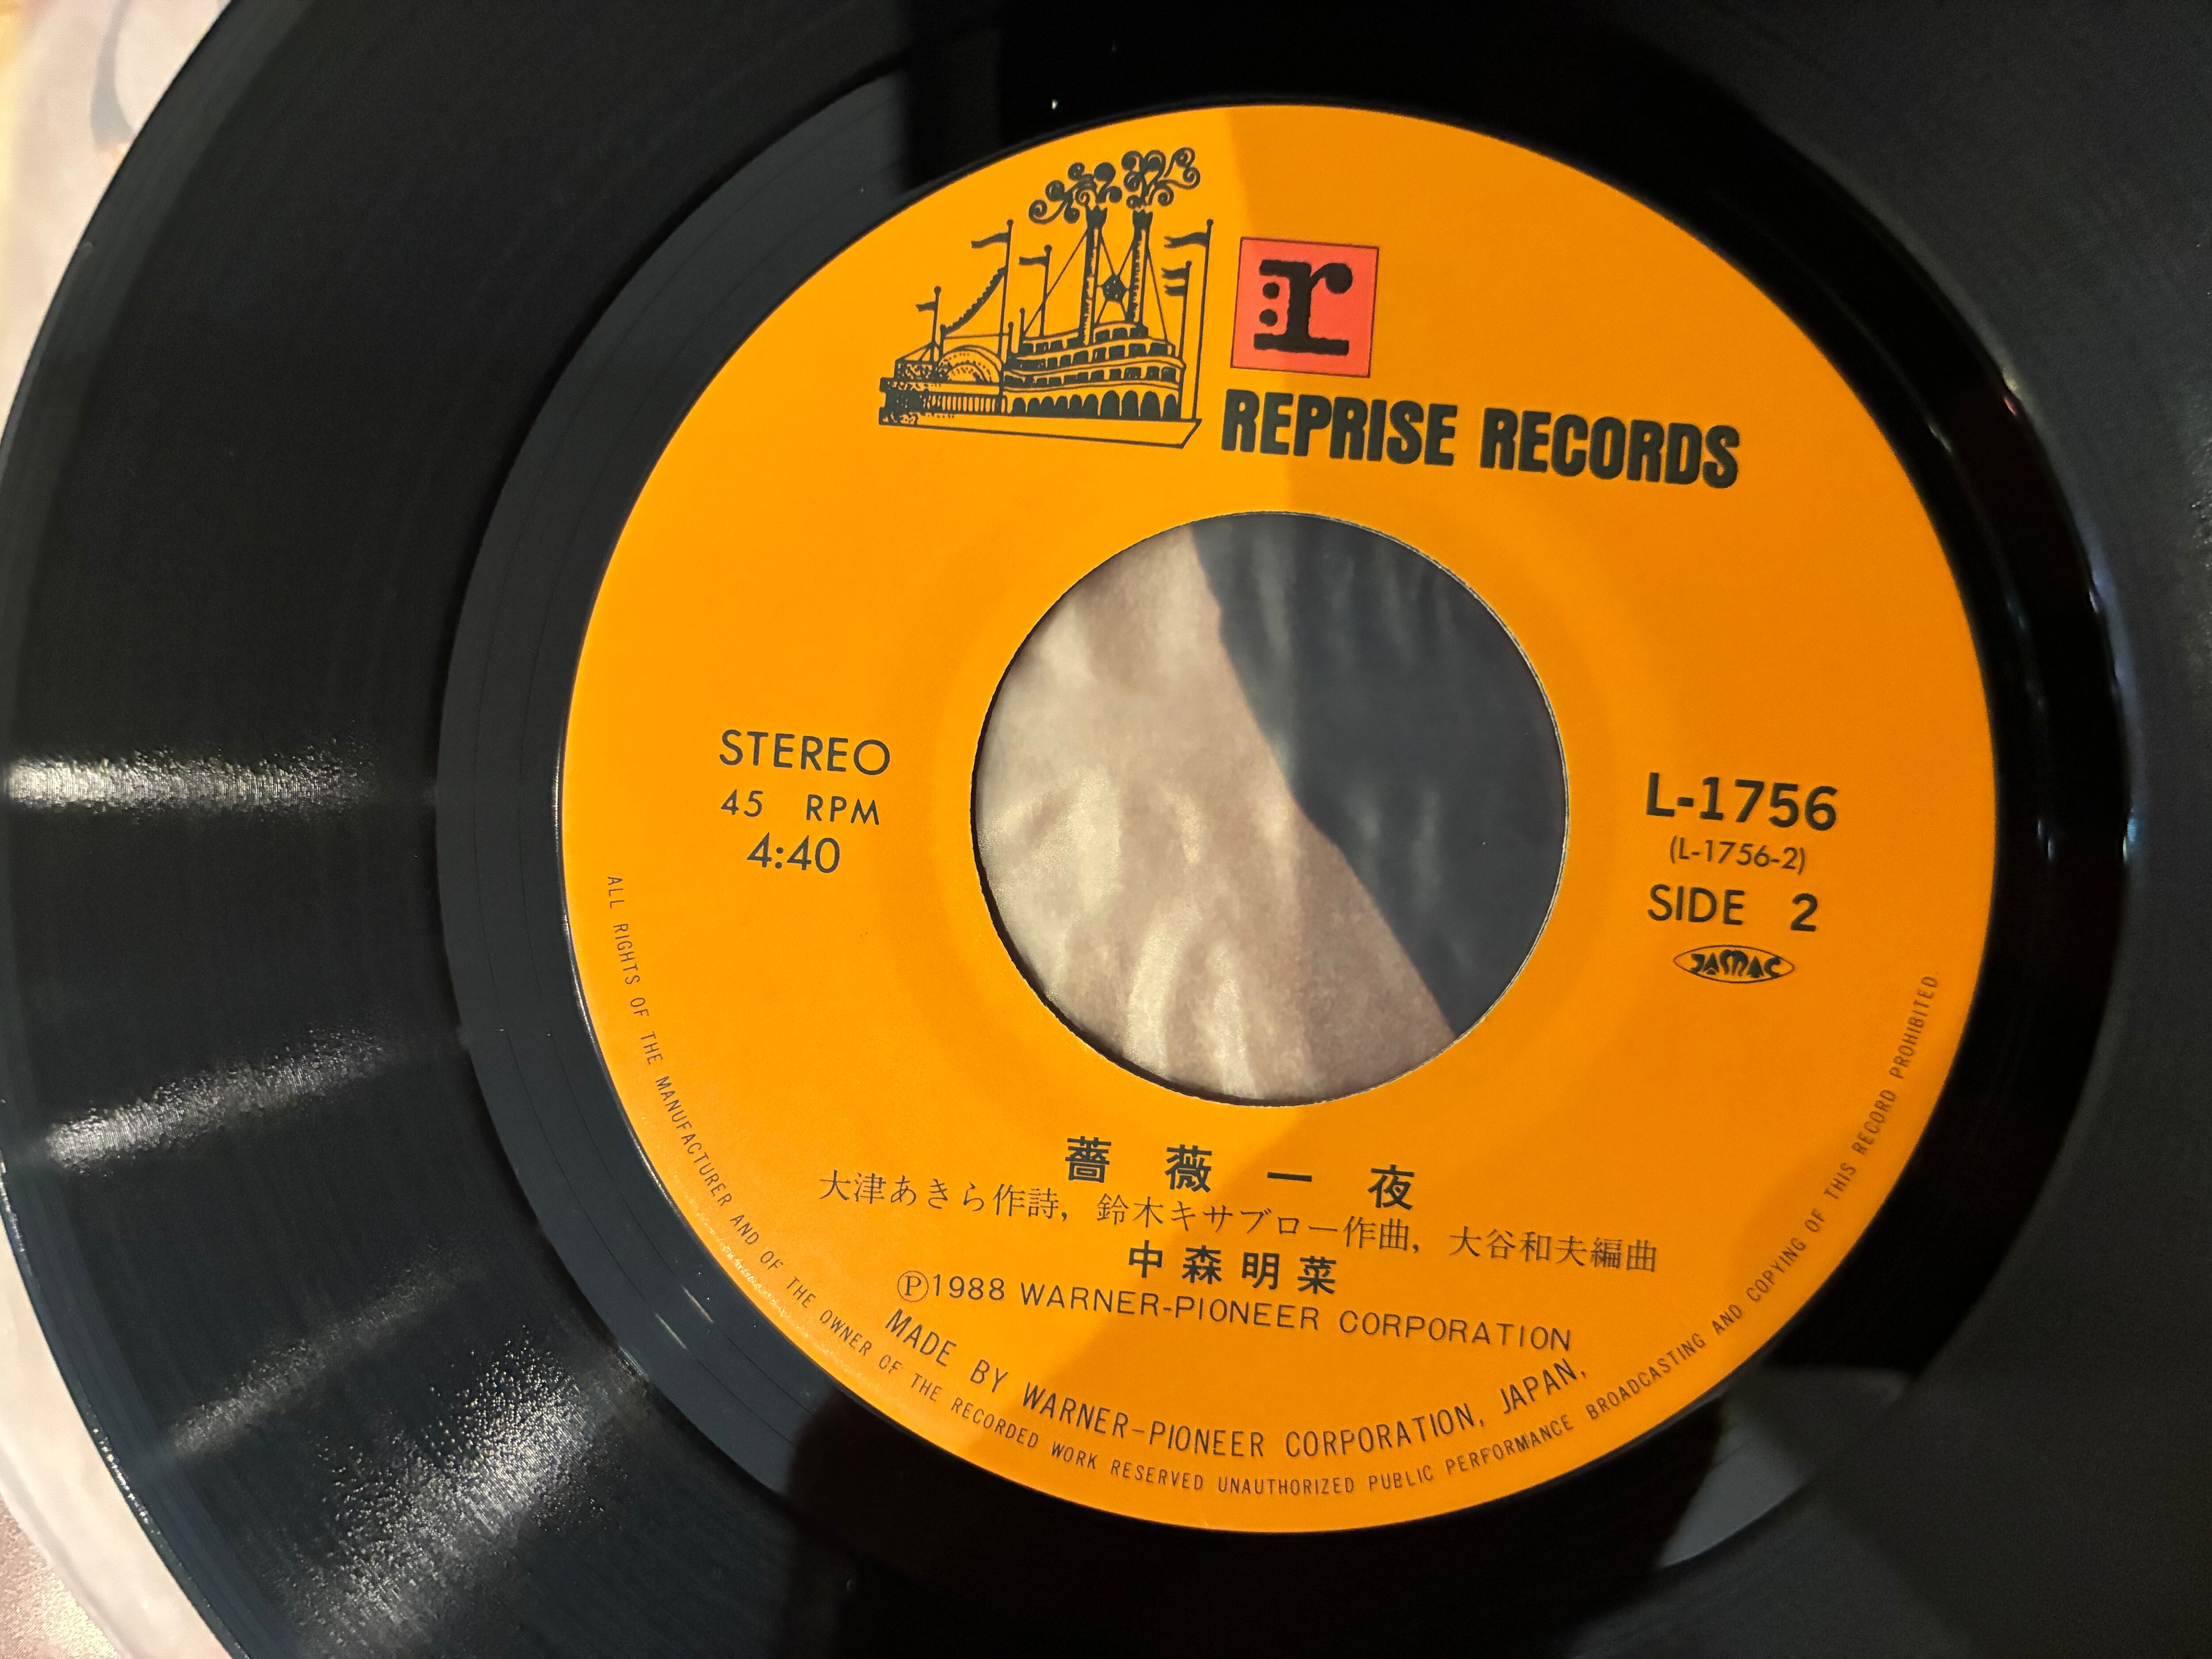 r
REPRISE RECORDS
STEREO
45 RPM
4:40
L-1756
(L-1756-2)
SIDE 2
JAMAC
薔薇一夜
大津あきら作詩, 鈴木キサブロー作曲, 大谷和夫編曲
中森明菜
Ⓟ1988 WARNER-PIONEER CORPORATION
MADE BY WARNER-PIONEER CORPORATION, JAPAN,
ALL RIGHTS OF THE MANUFACTURER AND OF THE OWNER OF THE RECORDED WORK RESERVED UNAUTHORIZED PUBLIC PERFORMANCE BROADCASTING AND COPYING OF THIS RECORD PROHIBITED.